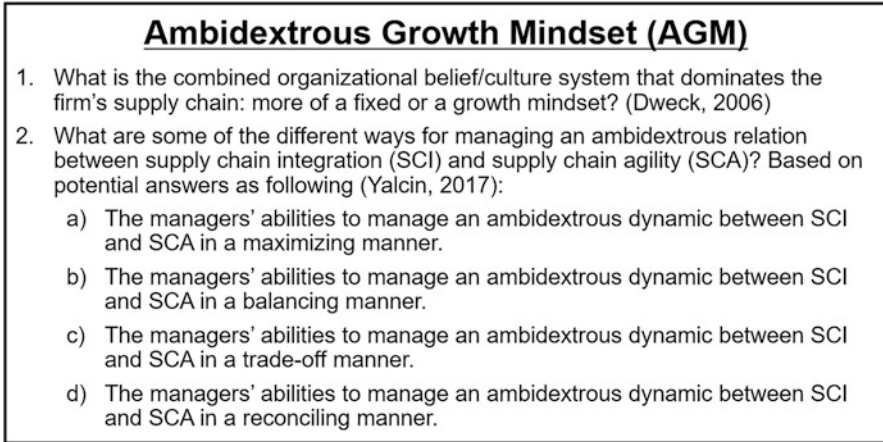 Ambidextrous Growth Mindset (AGM)
1. What is the combined organizational belief/culture system that dominates the
firm's supply chain: more of a fixed or a growth mindset? (Dweck, 2006)
2. What are some of the different ways for managing an ambidextrous relation
between supply chain integration (SCI) and supply chain agility (SCA)? Based on
potential answers as following (Yalcin, 2017):
a) The managers' abilities to manage an ambidextrous dynamic between SCI
and SCA in a maximizing manner.
b) The managers' abilities to manage an ambidextrous dynamic between SCI
and SCA in a balancing manner.
c) The managers' abilities to manage an ambidextrous dynamic between SCI
and SCA in a trade-off manner.
d) The managers' abilities to manage an ambidextrous dynamic between SCI
and SCA in a reconciling manner.